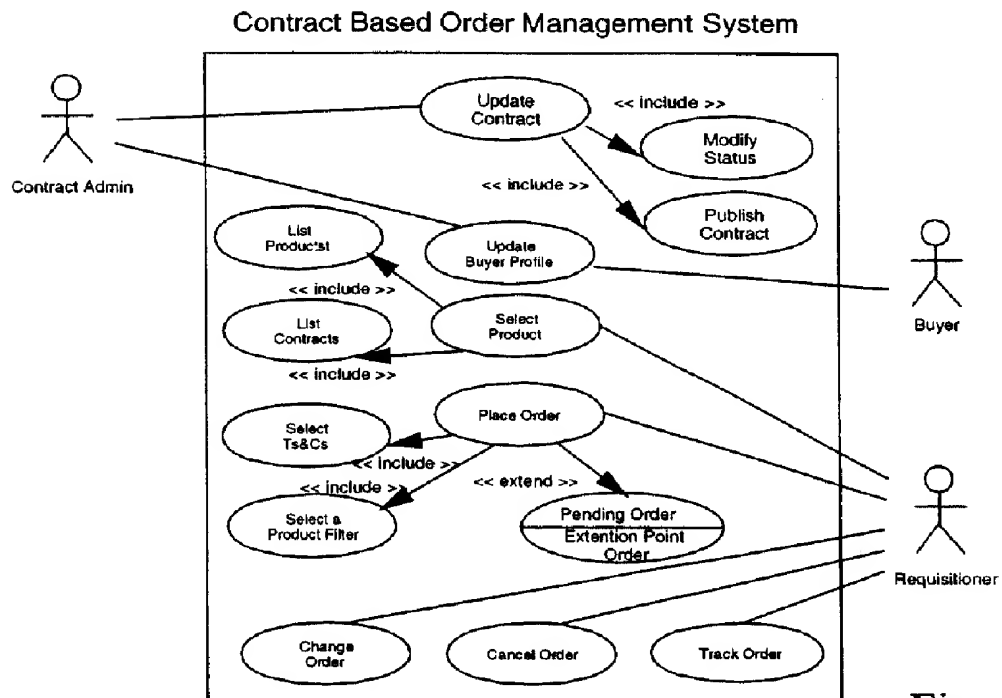 Contract Based Order Management System
Update
Contract
<< include >>
Modify
Status
Contract Admin
<< include >>
Publish
Contract
List
Productst
Update
Buyer Profile
<< include >>
Buyer
List
Contracts
Select
Product
<< include >>
Place Order
Select
Ts&Cs
<< include >>
<< include >>
<< extend >>
Select a
Product Filter
Pending Order
Extention Point
Order
Requisitioner
Change
Order
Cancel Order
Track Order